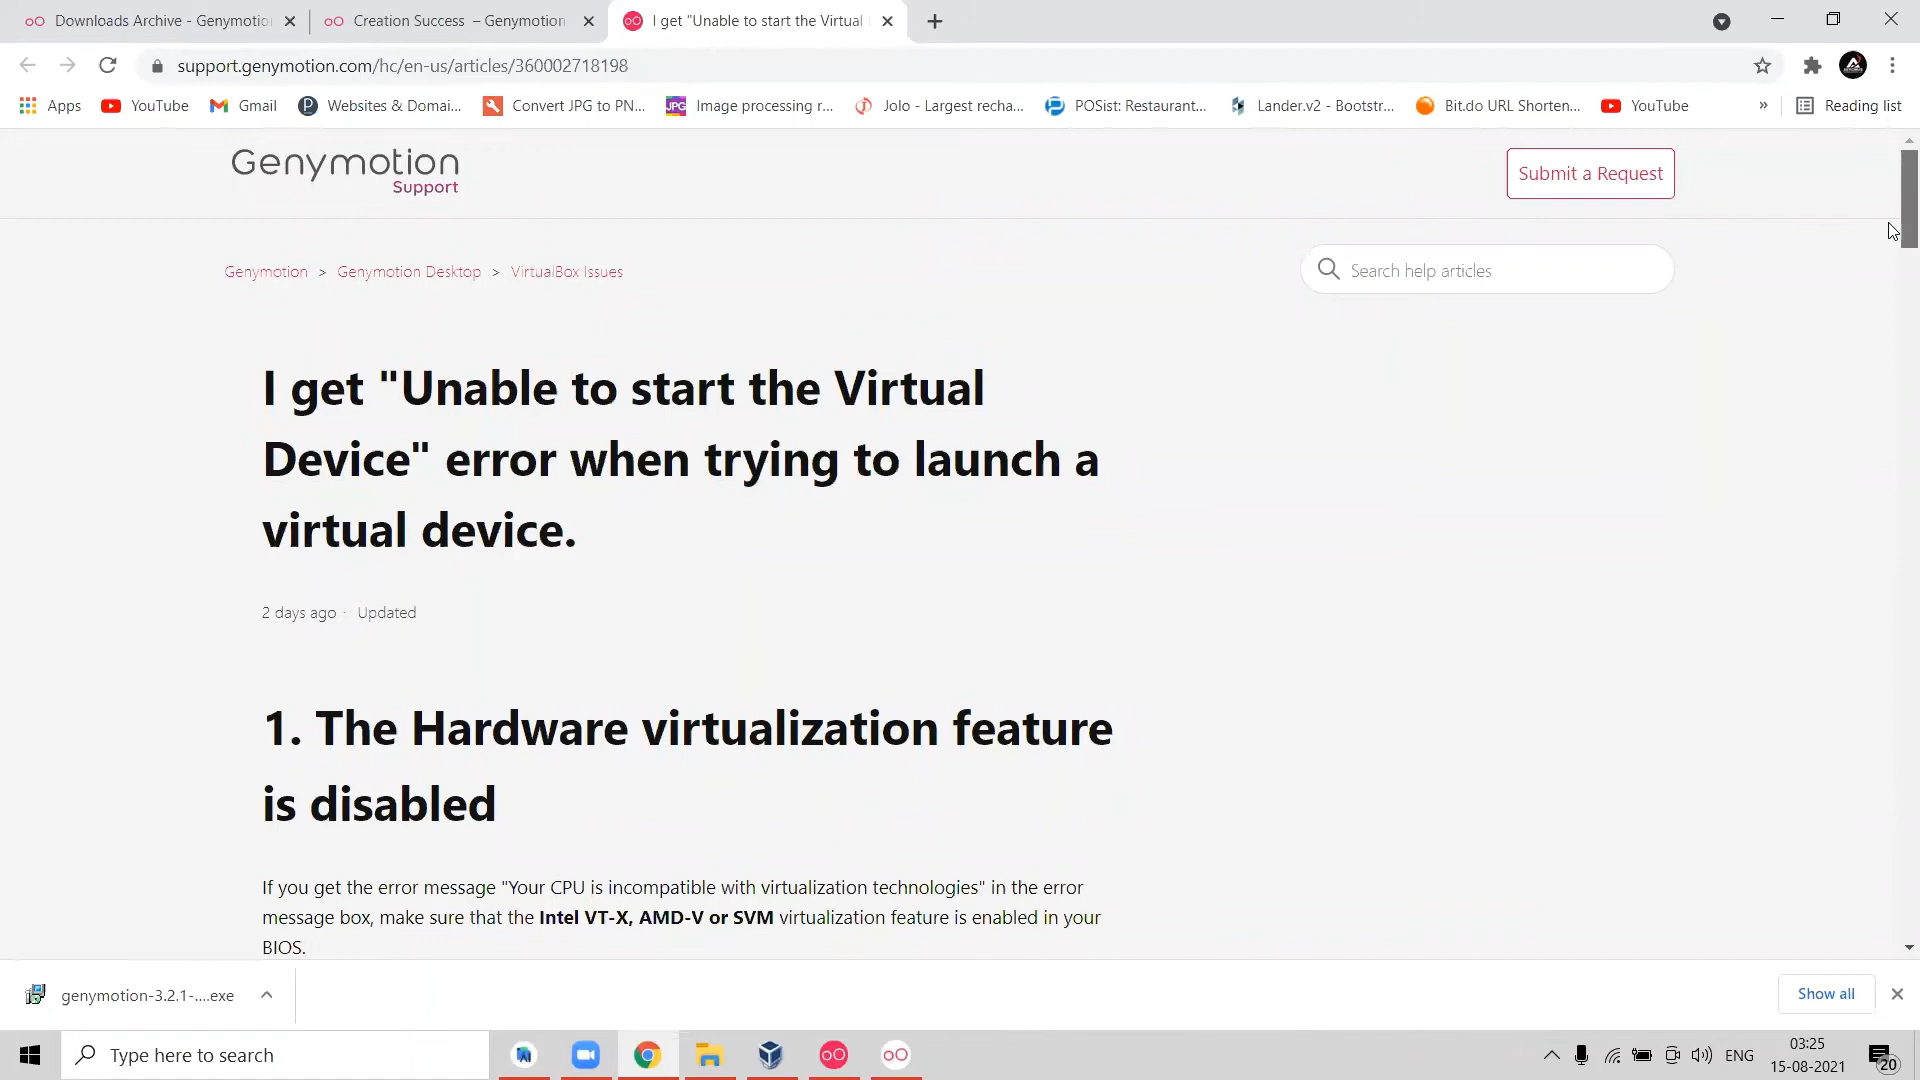 Downloads Archive - Genymotio
Creation Success – Genymotion
I get "Unable to start the Virtual
support.genymotion.com/hc/en-us/articles/360002718198
Apps
YouTube
Gmail
Websites & Domai...
Convert JPG to PN...
Image processing r...
Jolo - Largest recha...
POSist: Restaurant...
Lander.v2 - Bootstr...
Bit.do URL Shorten...
YouTube
»
Reading list
Genymotion
Support
Submit a Request
Genymotion > Genymotion Desktop > VirtualBox Issues
Search help articles
I get "Unable to start the Virtual
Device" error when trying to launch a
virtual device.
2 days ago · Updated
1. The Hardware virtualization feature
is disabled
If you get the error message "Your CPU is incompatible with virtualization technologies" in the error
message box, make sure that the Intel VT-X, AMD-V or SVM virtualization feature is enabled in your
BIOS.
genymotion-3.2.1-....exe
Show all
Type here to search
ENG
03:25
15-08-2021
20